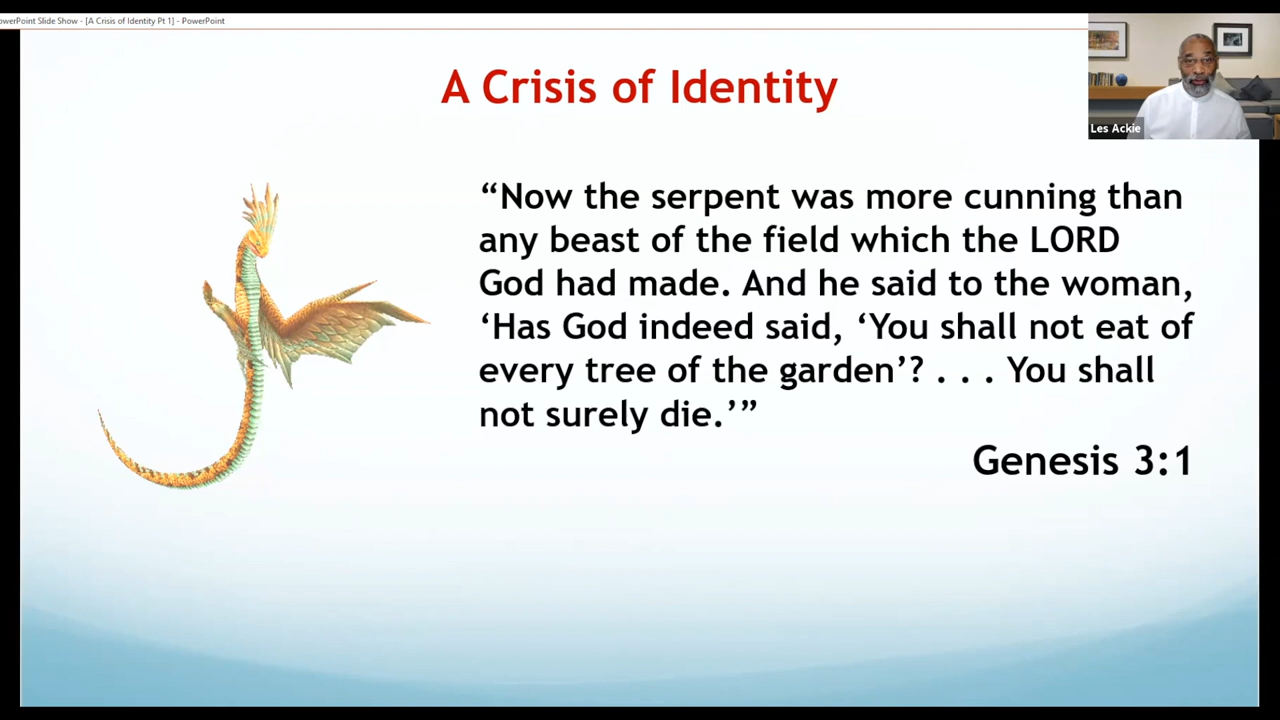 owerPoint Slide Show - [A Crisis of Identity Pt 1] - PowerPoint
A Crisis of Identity
Les Ackie
“Now the serpent was more cunning than
any beast of the field which the LORD
God had made. And he said to the woman,
‘Has God indeed said, ‘You shall not eat of
every tree of the garden’? . . . You shall
not surely die.’”
Genesis 3:1